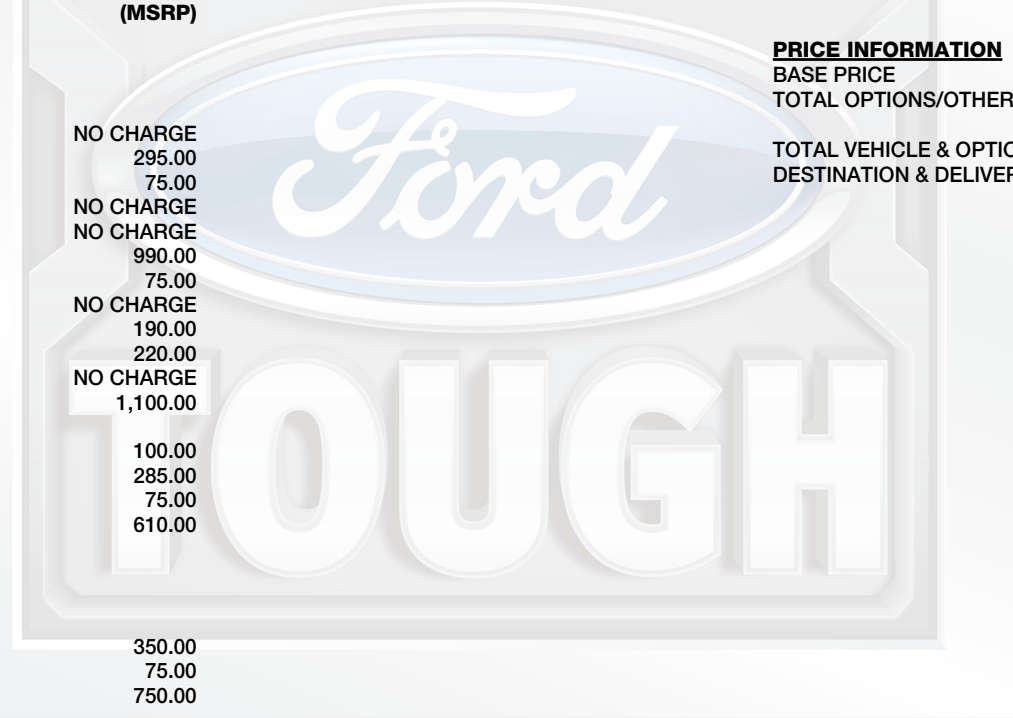 (MSRP)
NO CHARGE
295.00
75.00
NO CHARGE
NO CHARGE
990.00
75.00
NO CHARGE
190.00
220.00
NO CHARGE
1,100.00
100.00
285.00
75.00
610.00
350.00
75.00
750.00
PRICE INFORMATION
BASE PRICE
TOTAL OPTIONS/OTHER
TOTAL VEHICLE & OPTIO
DESTINATION & DELIVER
Ford
TOUGH